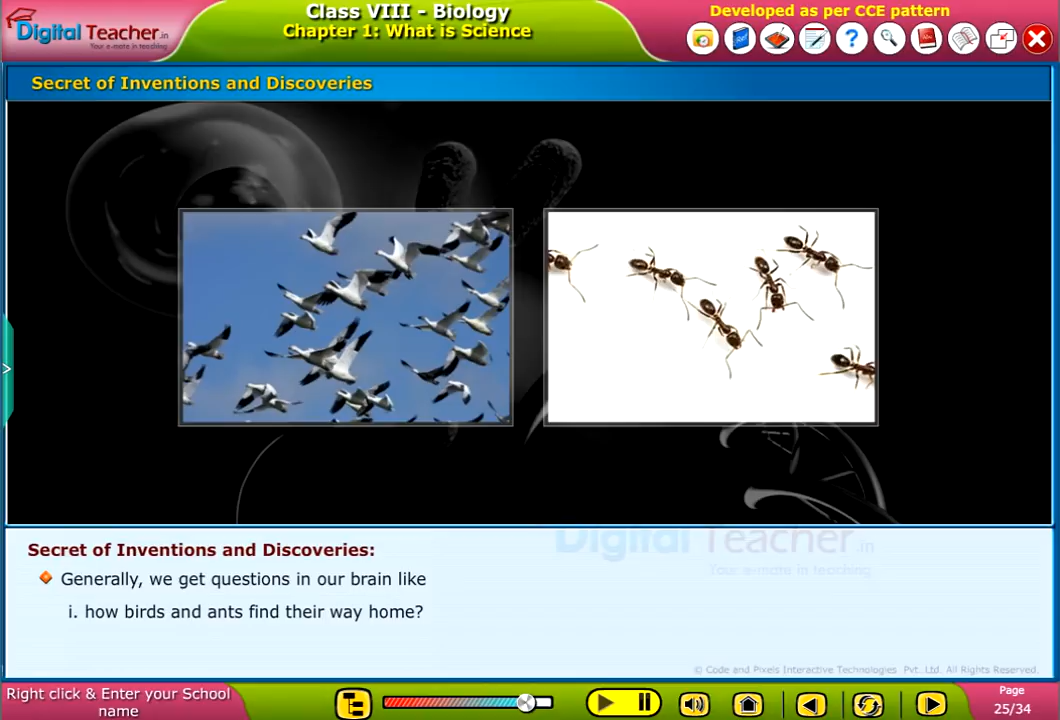 Digital Teacher.in
Your e-mate in teaching
Class VIII - Biology
Chapter 1: What is Science
Developed as per CCE pattern
Secret of Inventions and Discoveries
Digital Teacher.in
Your e-mate in teaching
Secret of Inventions and Discoveries:
Generally, we get questions in our brain like
i. how birds and ants find their way home?
© Code and Pixels Interactive Technologies Pvt..Ltd. All Rights Reserved.
Right click & Enter your School
name
Page
25/34